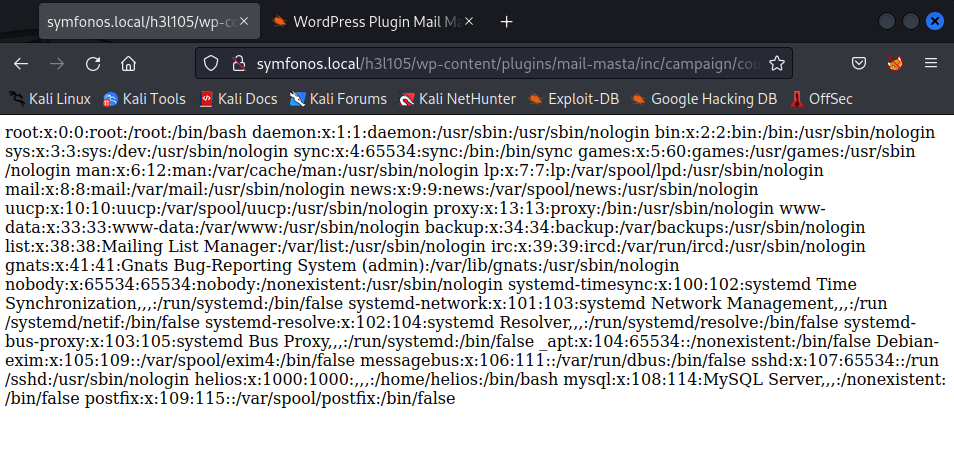 symfonos.local/h3l105/wp-co
WordPress Plugin Mail Ma
symfonos.local/h3l105/wp-content/plugins/mail-masta/inc/campaign/cou
Kali Linux
Kali Tools
Kali Docs
Kali Forums
Kali NetHunter
Exploit-DB
Google Hacking DB
OffSec
root:x:0:0:root:/root:/bin/bash daemon:x:1:1:daemon:/usr/sbin:/usr/sbin/nologin bin:x:2:2:bin:/bin:/usr/sbin/nologin
sys:x:3:3:sys:/dev:/usr/sbin/nologin sync:x:4:65534:sync:/bin:/bin/sync games:x:5:60:games:/usr/games:/usr/sbin
/nologin man:x:6:12:man:/var/cache/man:/usr/sbin/nologin lp:x:7:7:lp:/var/spool/lpd:/usr/sbin/nologin
mail:x:8:8:mail:/var/mail:/usr/sbin/nologin news:x:9:9:news:/var/spool/news:/usr/sbin/nologin
uucp:x:10:10:uucp:/var/spool/uucp:/usr/sbin/nologin proxy:x:13:13:proxy:/bin:/usr/sbin/nologin www-
data:x:33:33:www-data:/var/www:/usr/sbin/nologin backup:x:34:34:backup:/var/backups:/usr/sbin/nologin
list:x:38:38:Mailing List Manager:/var/list:/usr/sbin/nologin irc:x:39:39:ircd:/var/run/ircd:/usr/sbin/nologin
gnats:x:41:41:Gnats Bug-Reporting System (admin):/var/lib/gnats:/usr/sbin/nologin
nobody:x:65534:65534:nobody:/nonexistent:/usr/sbin/nologin systemd-timesync:x:100:102:systemd Time
Synchronization,,,:/run/systemd:/bin/false systemd-network:x:101:103:systemd Network Management,,,:/run
/systemd/netif:/bin/false systemd-resolve:x:102:104:systemd Resolver,,,:/run/systemd/resolve:/bin/false systemd-
bus-proxy:x:103:105:systemd Bus Proxy,,,:/run/systemd:/bin/false _apt:x:104:65534::/nonexistent:/bin/false Debian-
exim:x:105:109::/var/spool/exim4:/bin/false messagebus:x:106:111::/var/run/dbus:/bin/false sshd:x:107:65534::/run
/sshd:/usr/sbin/nologin helios:x:1000:1000:,,,:/home/helios:/bin/bash mysql:x:108:114:MySQL Server,,,:/nonexistent:
/bin/false postfix:x:109:115::/var/spool/postfix:/bin/false